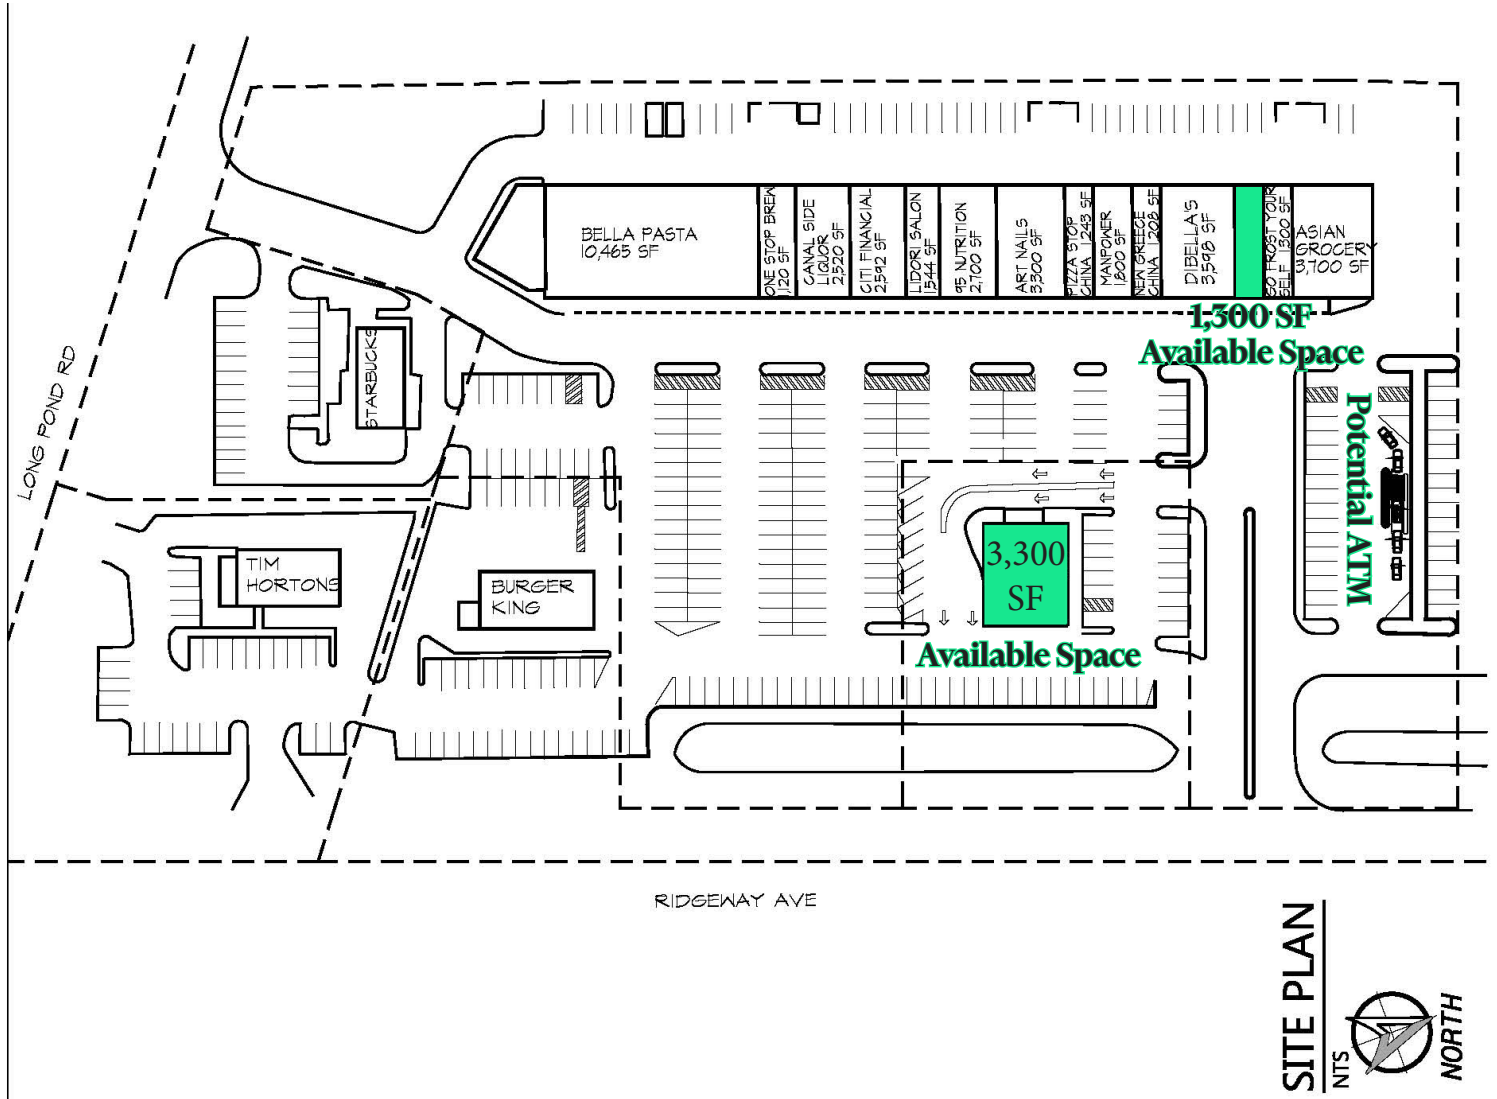 BELLA PASTA
10,465 SF
ONE STOP BREW
1,120 SF
CANAL SIDE
LIQUOR
2,520 SF
CITI FINANCIAL
2,592 SF
LIDORI SALON
1,544 SF
95 NUTRITION
2,700 SF
ART NAILS
3,300 SF
PIZZA STOP
CHINA 1,243 SF
MANPOWER
1,800 SF
NEW GREECE
CHINA 1,208 SF
DIBELLA'S
3,598 SF
GO FROST YOUR
SELF 1,300 SF
ASIAN
GROCERY
3,700 SF
1,300 SF
Available Space
LONG POND RD
STARBUCKS
Potential ATM
TIM
HORTONS
BURGER
KING
3,300
SF
Available Space
RIDGEWAY AVE
SITE PLAN
NTS
NORTH